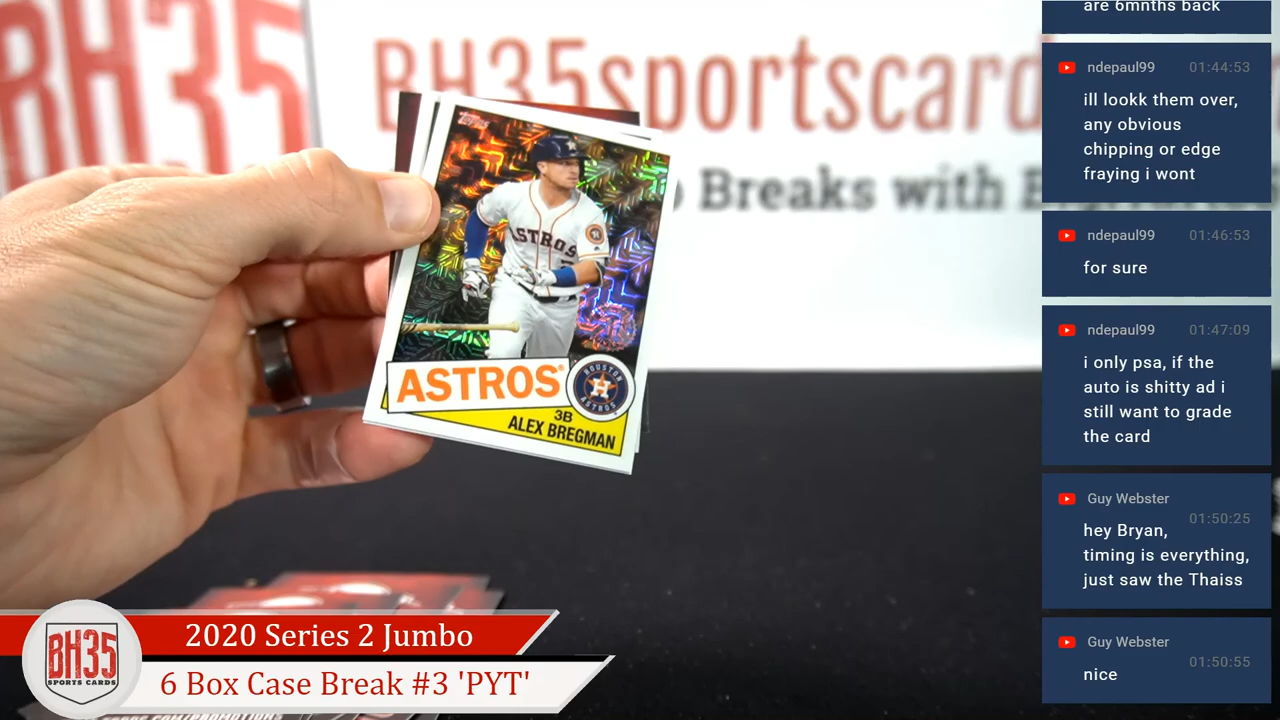 BH35
BH35sportscard
Breaks with
Topps
ASTROS
ASTROS
HOUSTON
ASTROS
3B
ALEX BREGMAN
2020 Series 2 Jumbo
6 Box Case Break #3 'PYT'
BH35
SPORTS CARDS
are 6mnths back
ndepaul99 01:44:53
ill lookk them over,
any obvious
chipping or edge
fraying i wont
ndepaul99 01:46:53
for sure
ndepaul99 01:47:09
i only psa, if the
auto is shitty ad i
still want to grade
the card
Guy Webster
01:50:25
hey Bryan,
timing is everything,
just saw the Thaiss
Guy Webster
01:50:55
nice